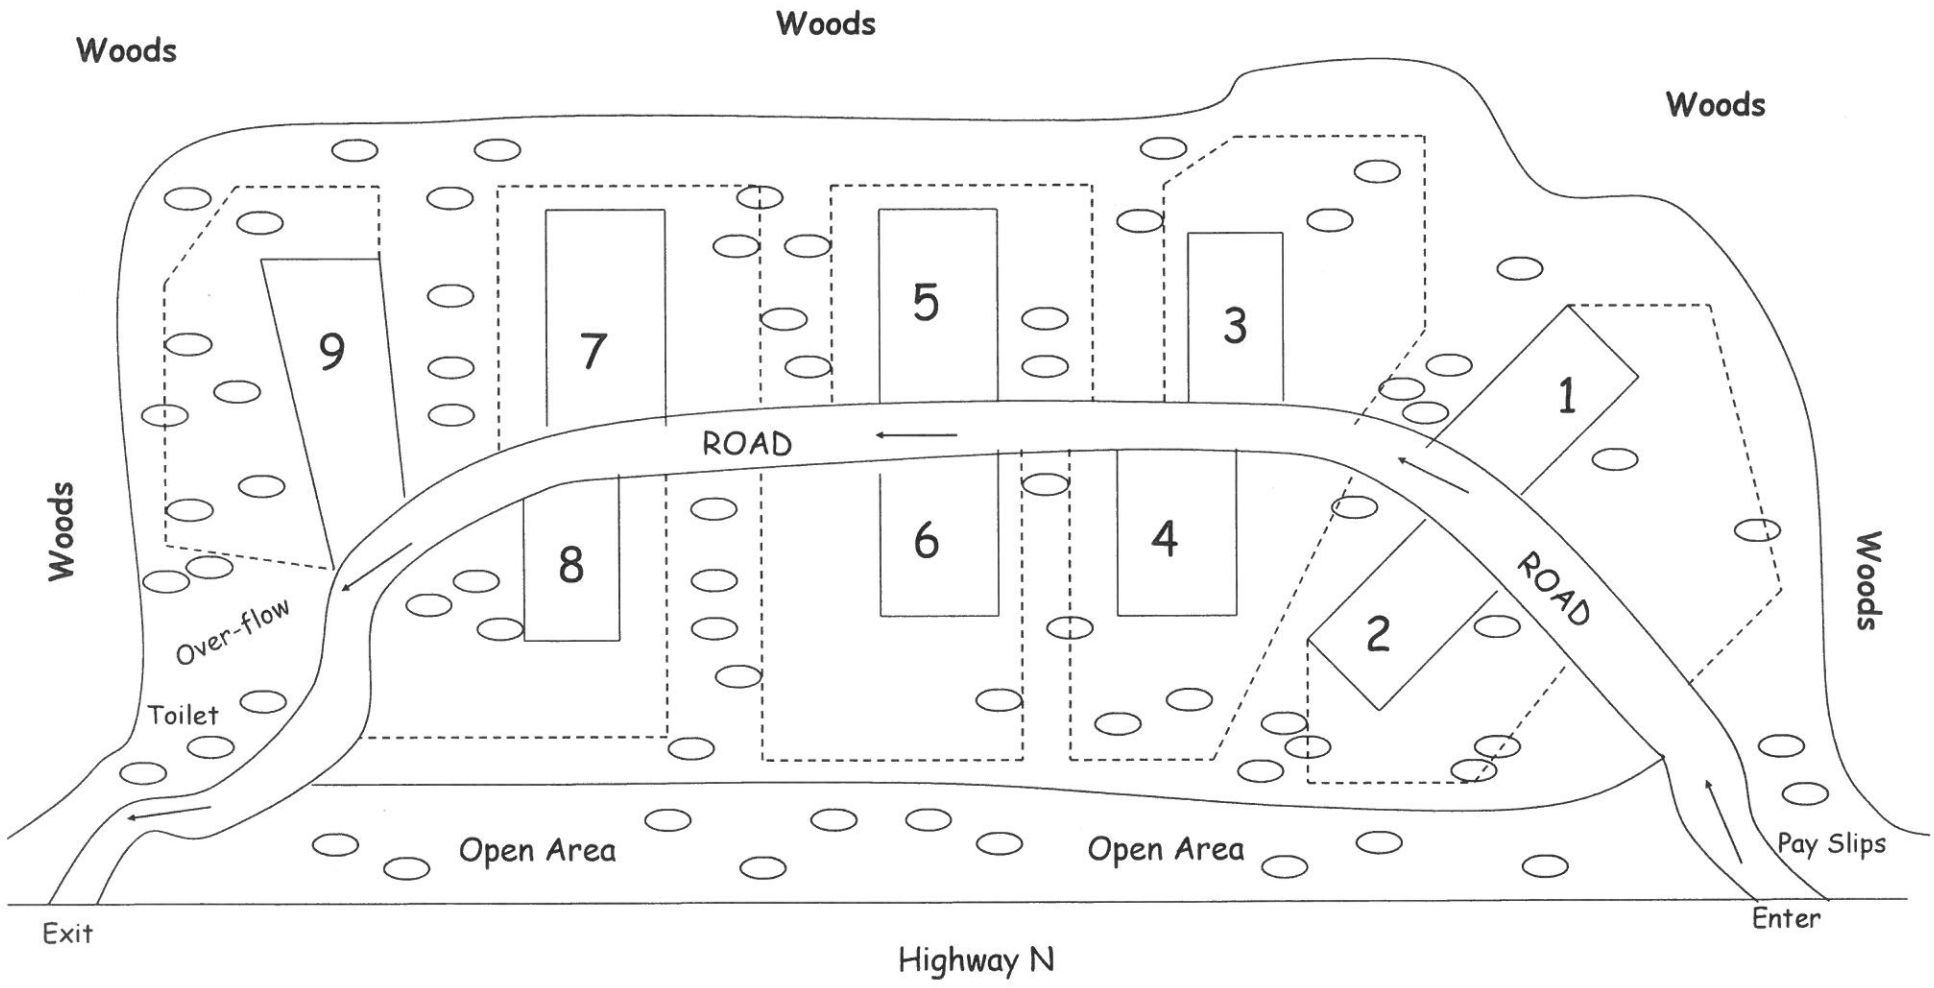 Woods
Woods
Woods
5
3
9
7
1
ROAD
6
4
8
2
ROAD
Woods
Woods
Over-flow
Toilet
Open Area
Open Area
Pay Slips
Enter
Exit
Highway N